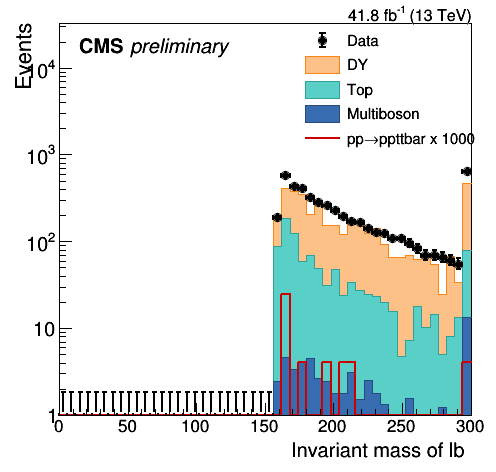 41.8 fb⁻¹ (13 TeV)
Events
CMS preliminary
Data
DY
Top
Multiboson
pp→ppttbar x 1000
10⁴
10³
10²
10
1
0 50 100 150 200 250 300
Invariant mass of lb